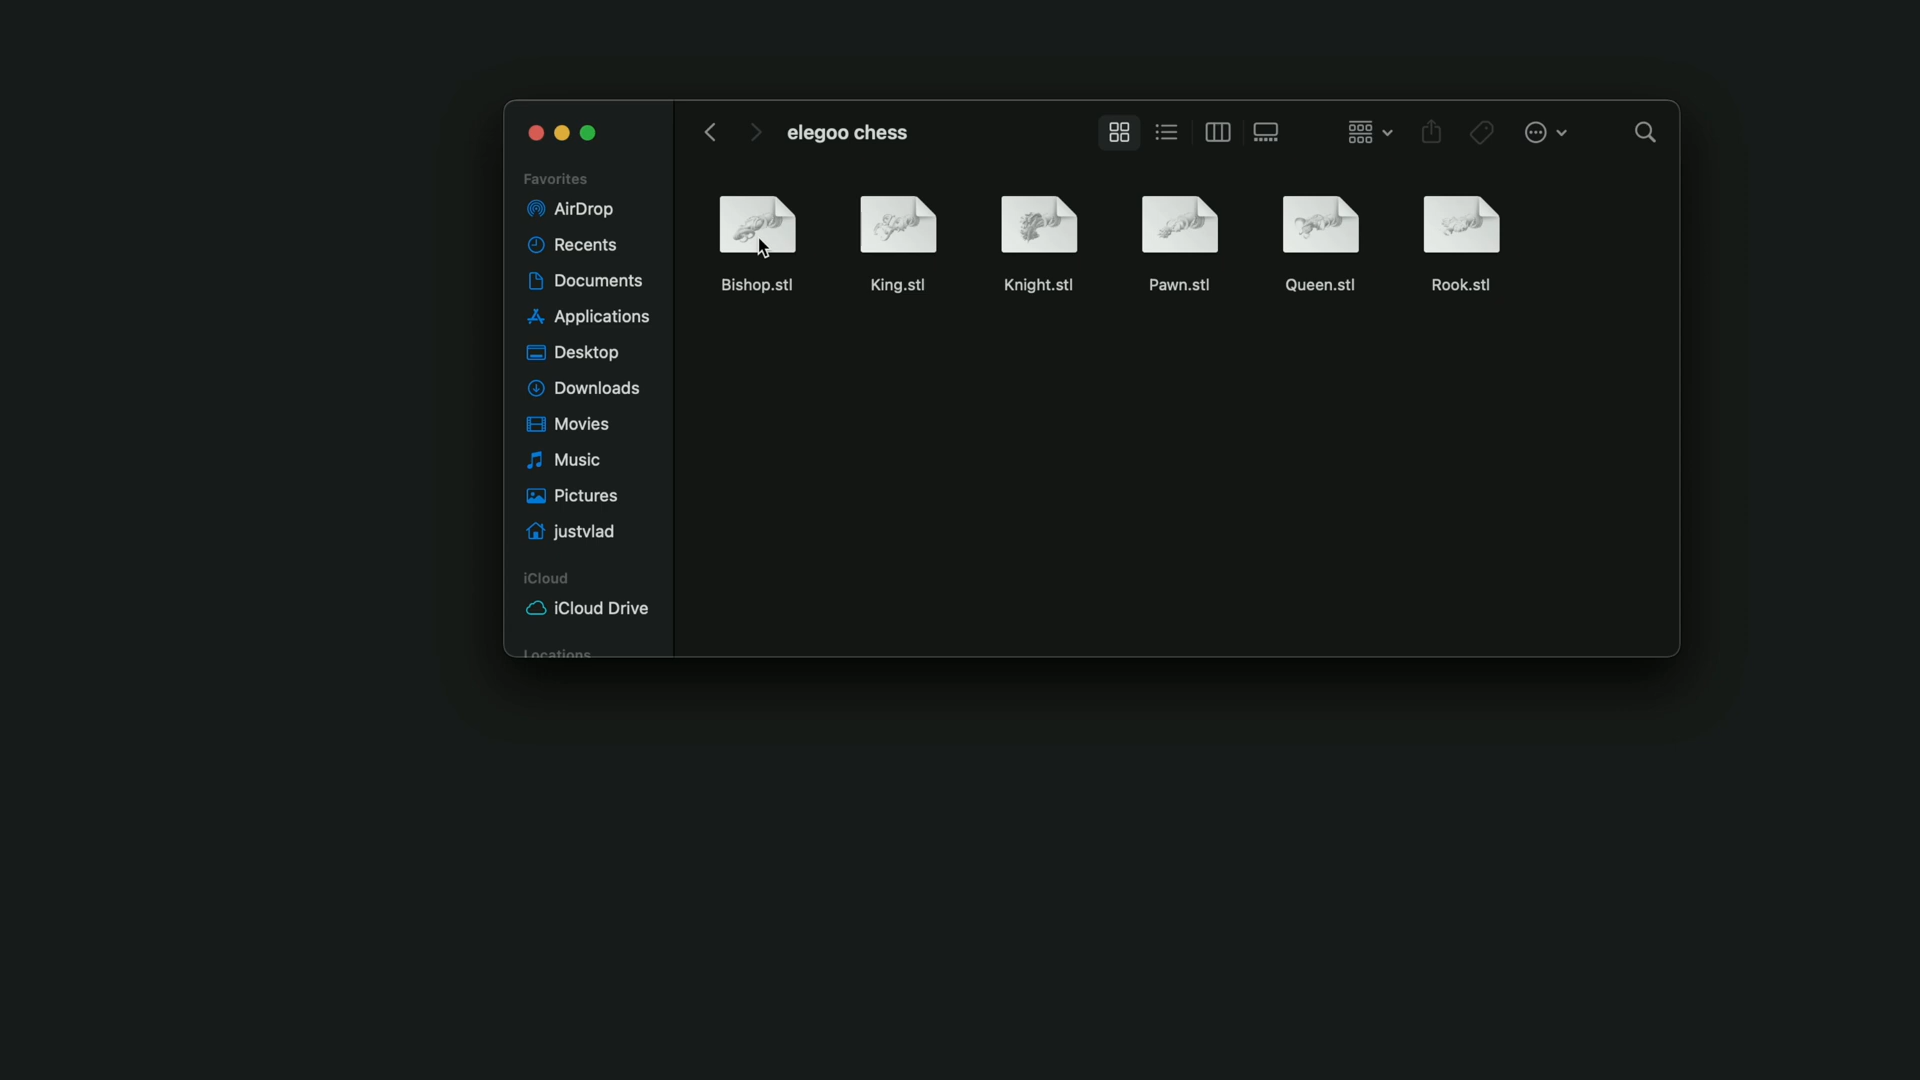 elegoo chess
Favorites
AirDrop
Recents
Documents
Applications
Desktop
Downloads
Movies
Music
Pictures
justvlad
iCloud
iCloud Drive
Locations
Bishop.stl
King.stl
Knight.stl
Pawn.stl
Queen.stl
Rook.stl